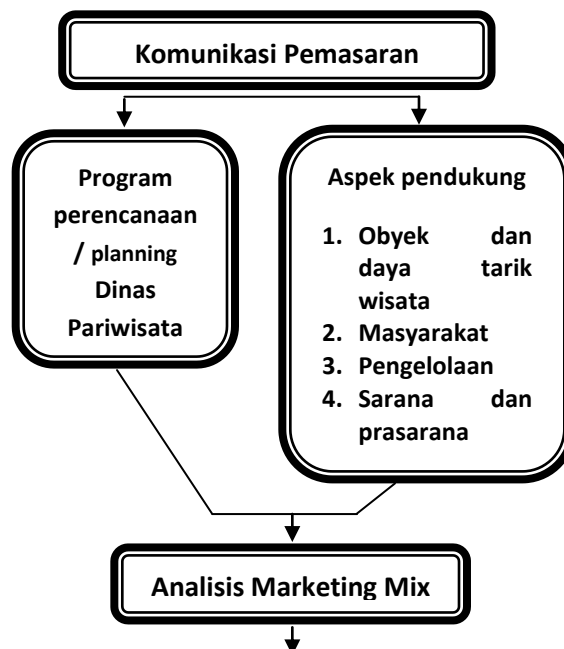 Komunikasi Pemasaran
Program
perencanaan
/ planning
Dinas
Pariwisata
Aspek pendukung
1. Obyek dan
daya tarik
wisata
2. Masyarakat
3. Pengelolaan
4. Sarana dan
prasarana
Analisis Marketing Mix